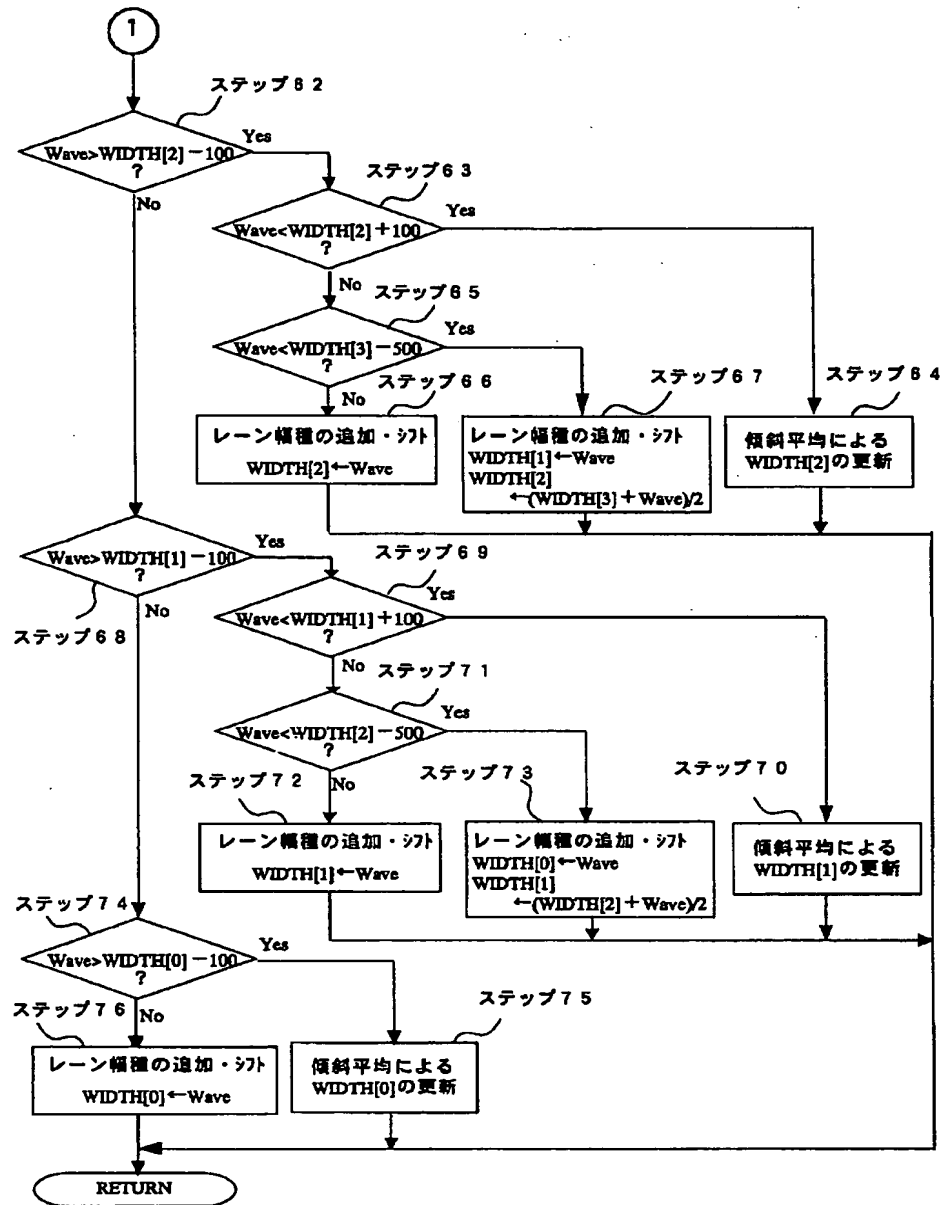 1
ステップ62
Wave>WIDTH[2]-100
?
Yes
No
ステップ63
Wave<WIDTH[2]+100
?
Yes
No
ステップ65
Wave<WIDTH[3]-500
?
Yes
No
ステップ66
レーン幅種の追加・シフト
WIDTH[2]←Wave
ステップ67
レーン幅種の追加・シフト
WIDTH[1]←Wave
WIDTH[2]
←(WIDTH[3]+Wave)/2
ステップ64
傾斜平均による
WIDTH[2]の更新
Wave>WIDTH[1]-100
?
Yes
No
ステップ68
ステップ69
Wave<WIDTH[1]+100
?
Yes
No
ステップ71
Wave<WIDTH[2]-500
?
Yes
No
ステップ72
レーン幅種の追加・シフト
WIDTH[1]←Wave
ステップ73
レーン幅種の追加・シフト
WIDTH[0]←Wave
WIDTH[1]
←(WIDTH[2]+Wave)/2
ステップ70
傾斜平均による
WIDTH[1]の更新
ステップ74
Wave>WIDTH[0]-100
?
Yes
No
ステップ76
レーン幅種の追加・シフト
WIDTH[0]←Wave
ステップ75
傾斜平均による
WIDTH[0]の更新
RETURN